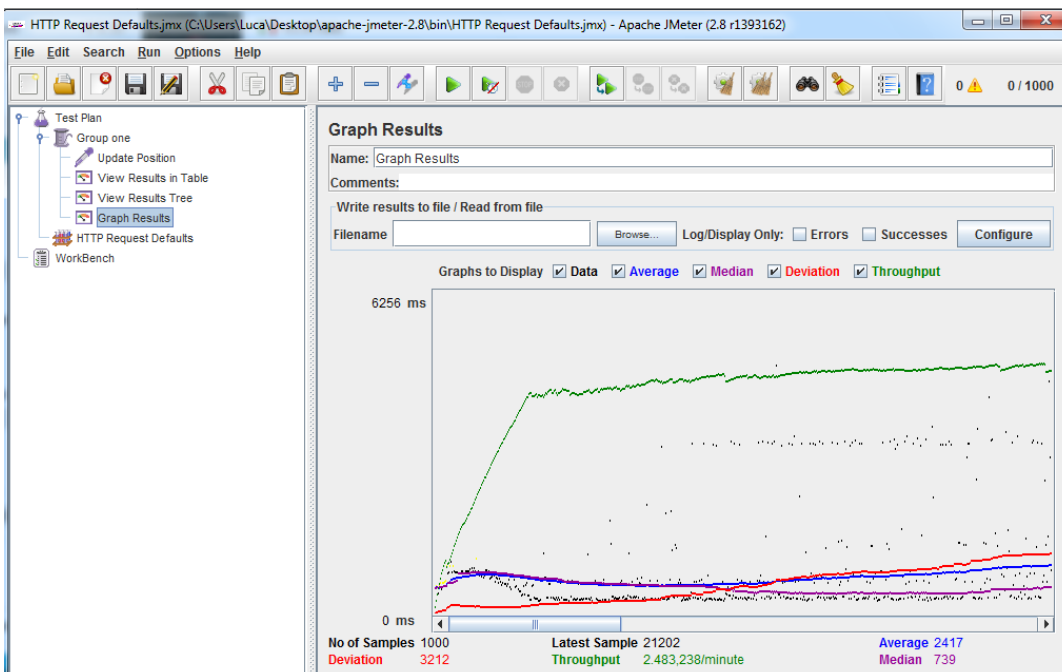 HTTP Request Defaults.jmx (C:\Users\Luca\Desktop\apache-jmeter-2.8\bin\HTTP Request Defaults.jmx) - Apache JMeter (2.8 r1393162)
File Edit Search Run Options Help
0 0 / 1000
Test Plan
Group one
Update Position
View Results in Table
View Results Tree
Graph Results
HTTP Request Defaults
WorkBench
Graph Results
Name: Graph Results
Comments:
Write results to file / Read from file
Filename Browse... Log/Display Only: Errors Successes Configure
Graphs to Display Data Average Median Deviation Throughput
6256 ms
0 ms
No of Samples 1000 Latest Sample 21202 Average 2417
Deviation 3212 Throughput 2.483,238/minute Median 739